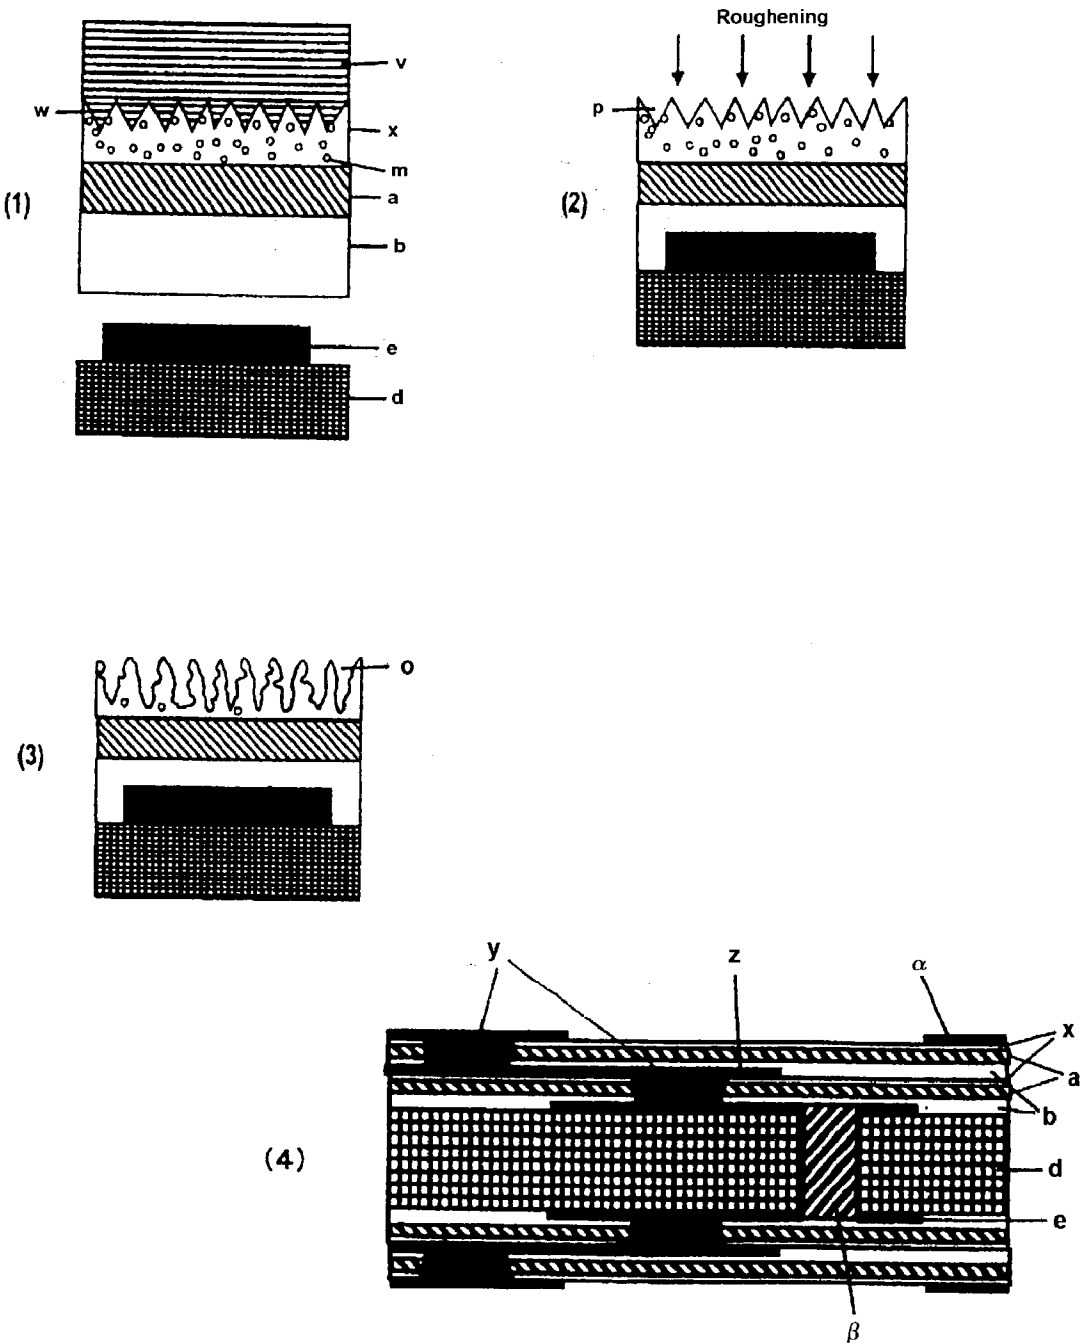 Roughening
v
w
x
m
a
b
(1)
e
d
p
(2)
o
(3)
y
z
α
x
a
b
(4)
d
e
β